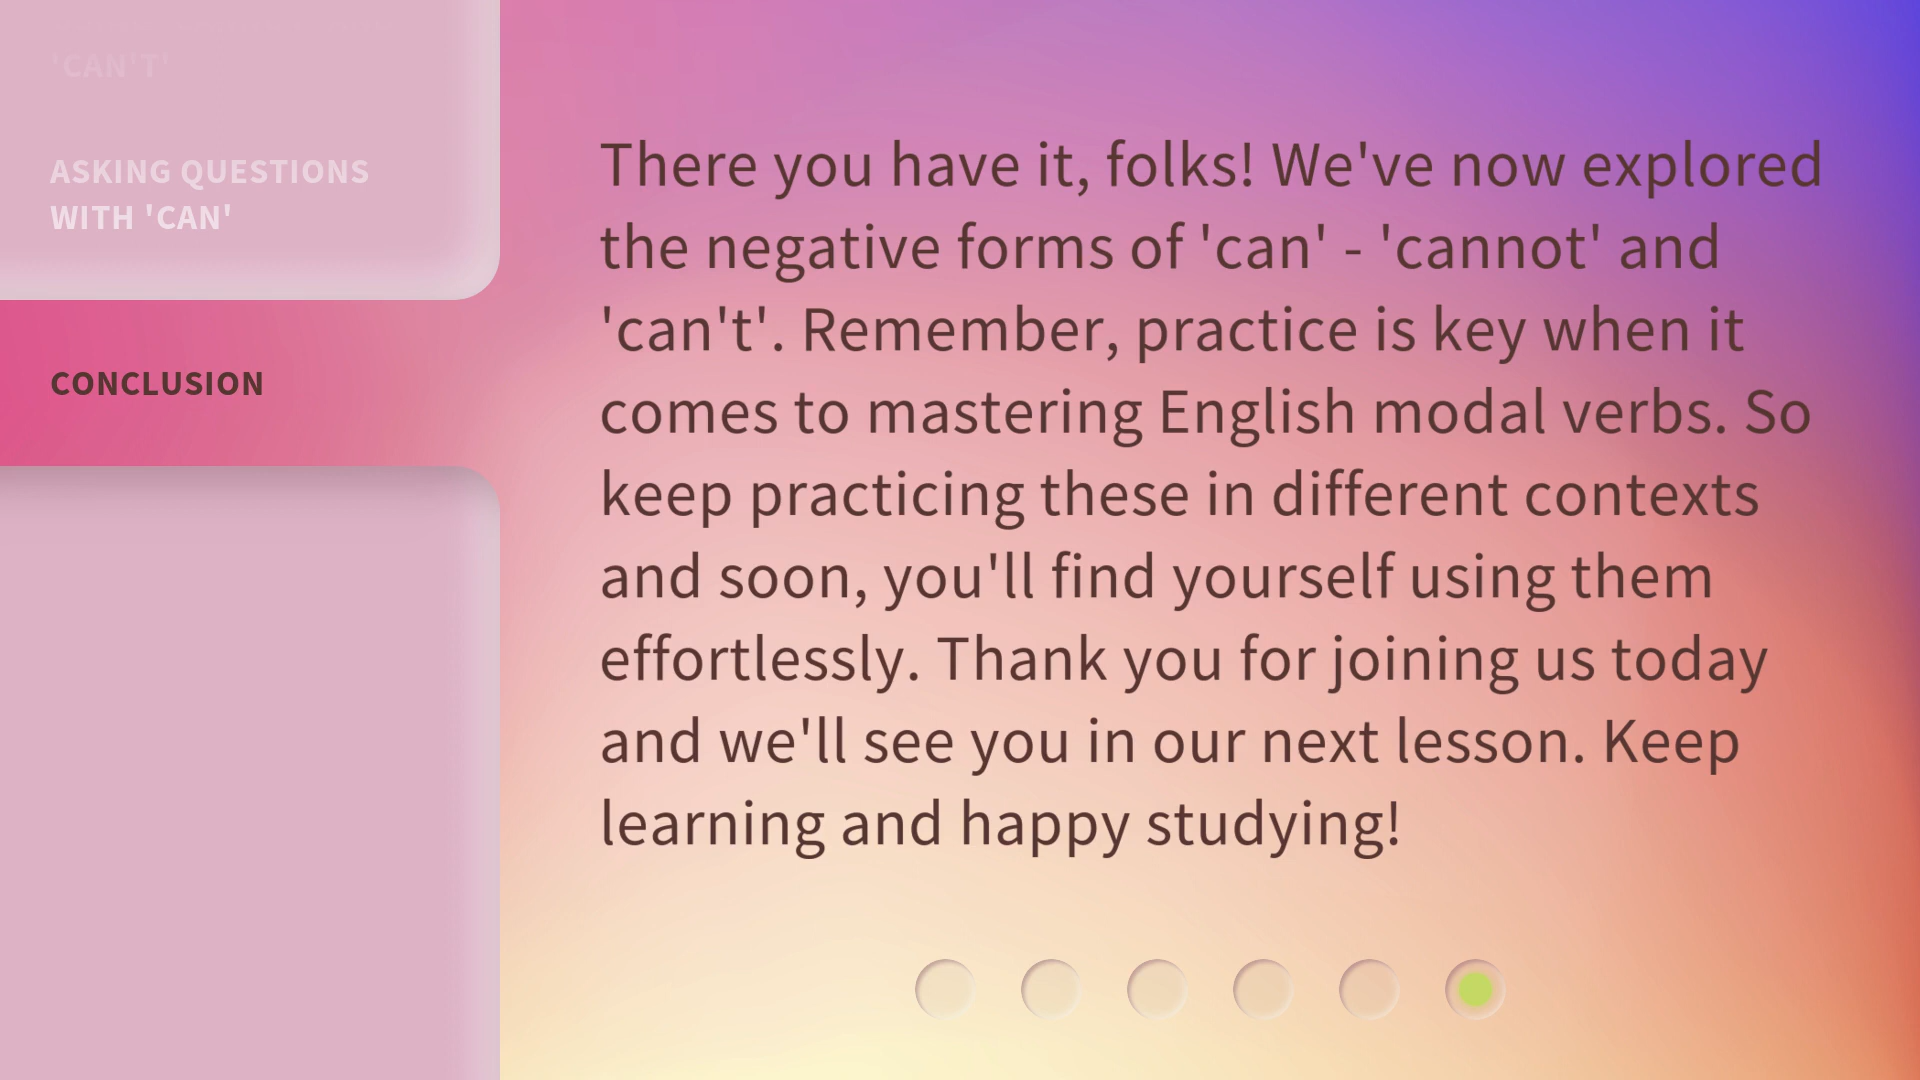 'CAN'T'
ASKING QUESTIONS
WITH 'CAN'
CONCLUSION
There you have it, folks! We've now explored
the negative forms of 'can' - 'cannot' and
'can't'. Remember, practice is key when it
comes to mastering English modal verbs. So
keep practicing these in different contexts
and soon, you'll find yourself using them
effortlessly. Thank you for joining us today
and we'll see you in our next lesson. Keep
learning and happy studying!